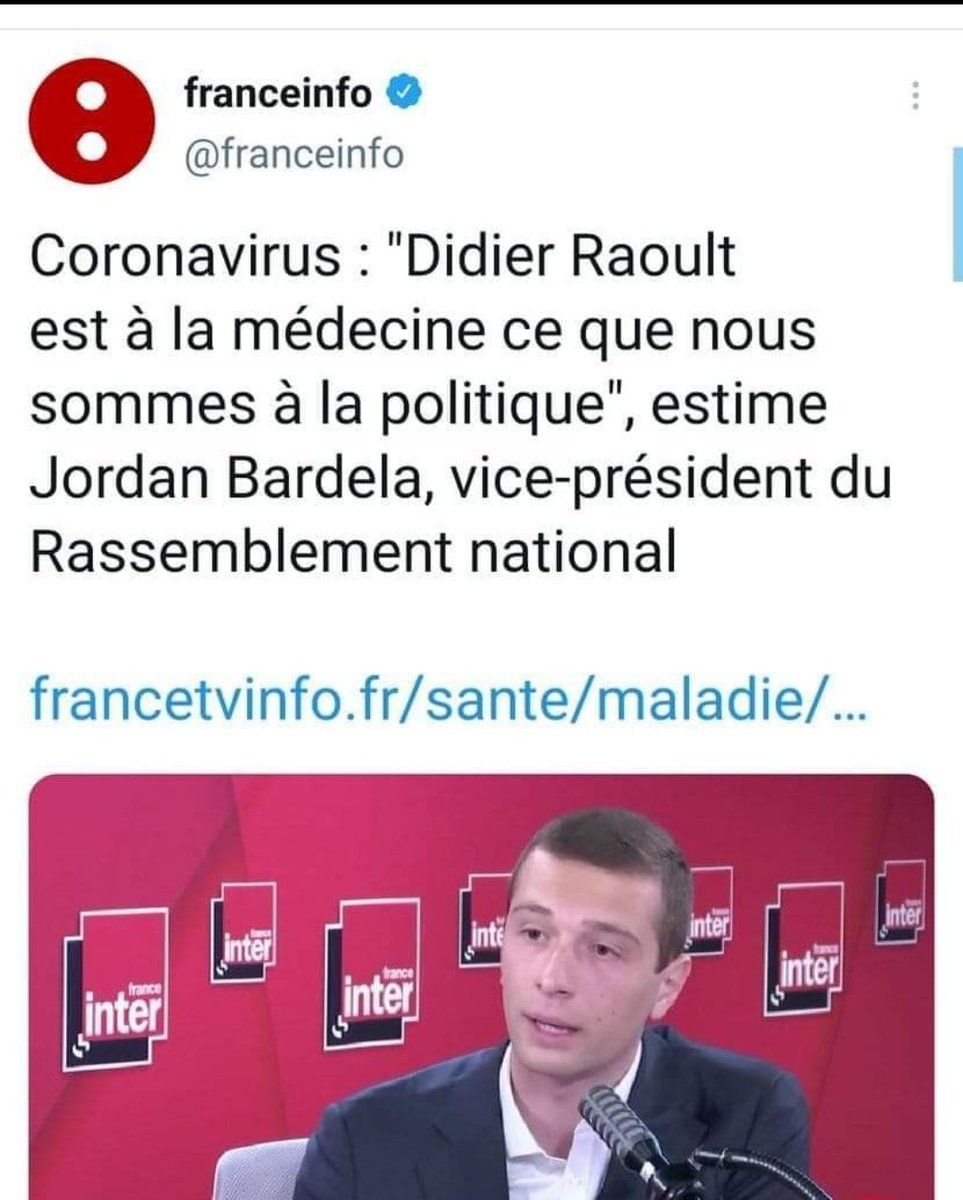 franceinfo
@franceinfo
Coronavirus : "Didier Raoult
est à la médecine ce que nous
sommes à la politique", estime
Jordan Bardela, vice-président du
Rassemblement national
francetvinfo.fr/sante/maladie/...
france
inter
france
inter
france
inter
inte
inter
france
inter
inter